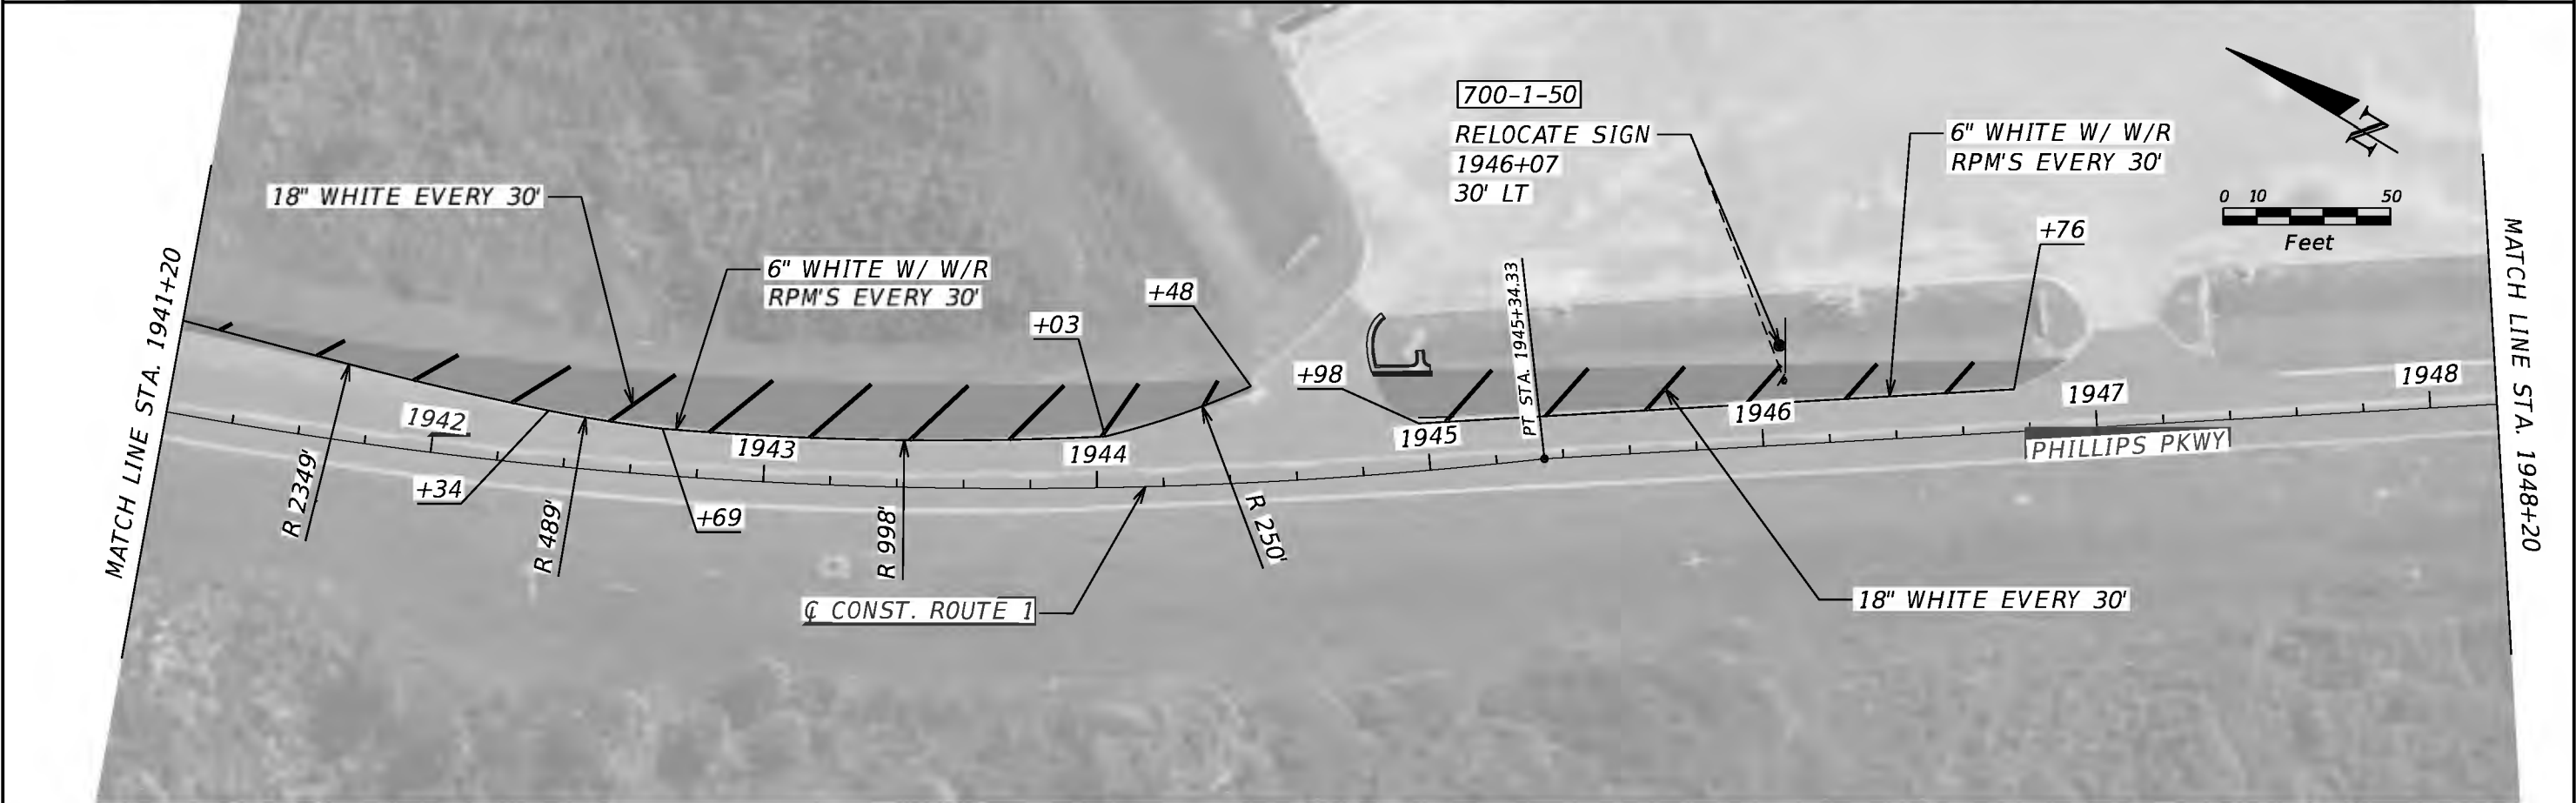 MATCH LINE STA. 1941+20
18" WHITE EVERY 30'
6" WHITE W/ W/R
RPM'S EVERY 30'
+03
+48
700-1-50
RELOCATE SIGN
1946+07
30' LT
6" WHITE W/ W/R
RPM'S EVERY 30'
N
0 10 50
Feet
+76
MATCH LINE STA. 1948+20
PT STA. 1945+34.33
+98
1942
1943
1944
1945
1946
1947
1948
PHILLIPS PKWY
R 2349'
+34
R 489'
+69
R 998'
R 250'
℄ CONST. ROUTE 1
18" WHITE EVERY 30'